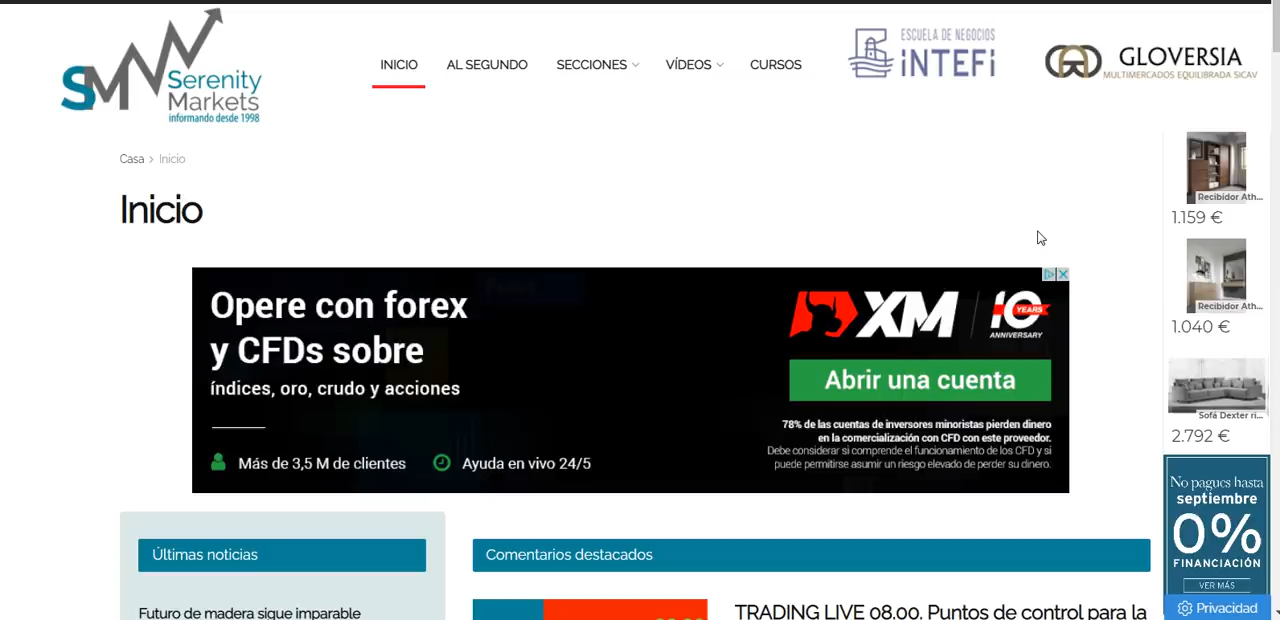 SM Serenity
Markets
informando desde 1998
INICIO
AL SEGUNDO
SECCIONES
VÍDEOS
CURSOS
ESCUELA DE NEGOCIOS
iNTEFi
GLOVERSIA
MULTIMERCADOS EQUILIBRADA SICAV
Casa > Inicio
Inicio
Opere con forex
y CFDs sobre
índices, oro, crudo y acciones
Más de 3,5 M de clientes
Ayuda en vivo 24/5
XM
10 YEARS
ANNIVERSARY
Abrir una cuenta
78% de las cuentas de inversores minoristas pierden dinero
en la comercialización con CFD con este proveedor.
Debe considerar si comprende el funcionamiento de los CFD y si
puede permitirse asumir un riesgo elevado de perder su dinero.
Recibidor Ath...
1.159 €
Recibidor Ath...
1.040 €
Sofá Dexter ri...
2.792 €
No pagues hasta
septiembre
0%
FINANCIACIÓN
VER MÁS
Privacidad
Últimas noticias
Futuro de madera sigue imparable
Comentarios destacados
TRADING LIVE 08.00. Puntos de control para la